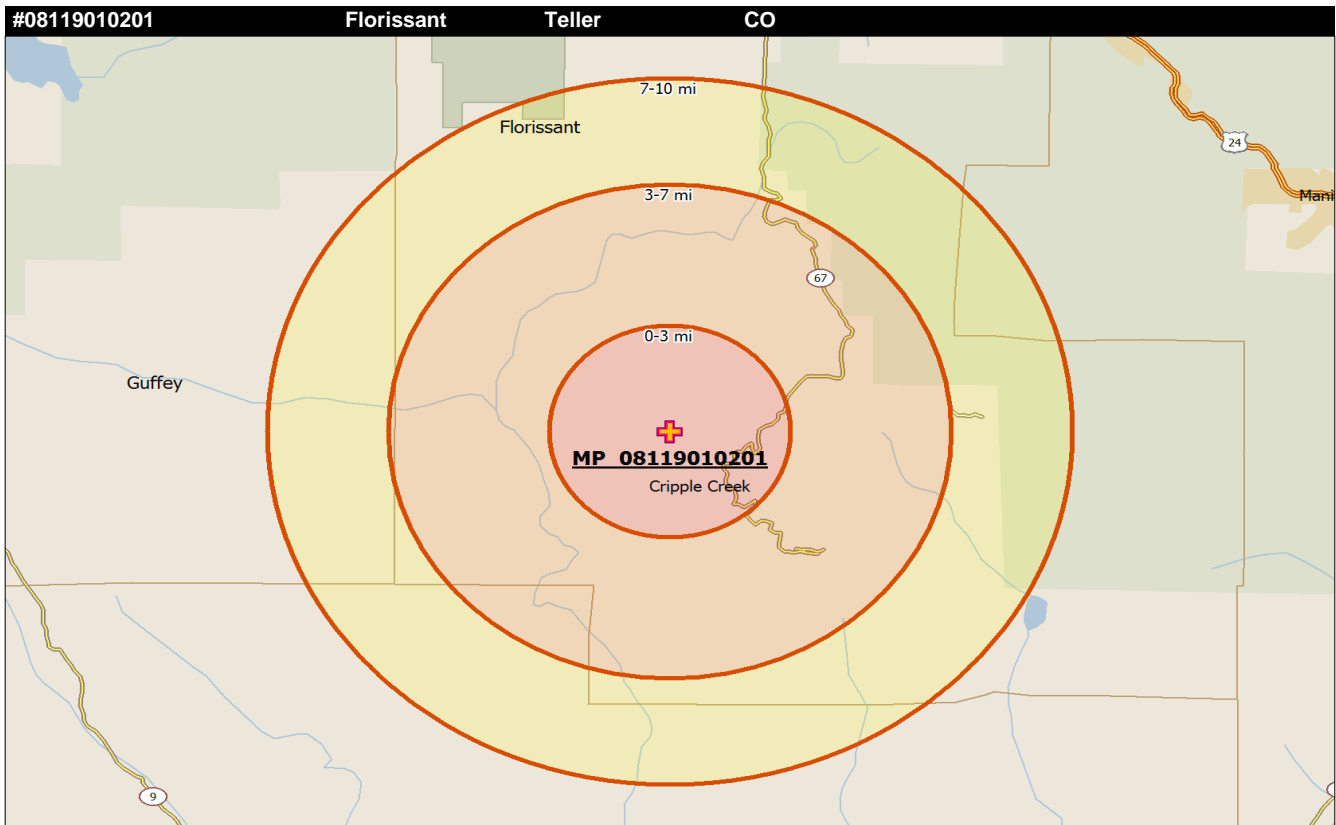 #08119010201 Florissant Teller CO
7-10 mi
Florissant
24
3-7 mi
67
0-3 mi
Guffey
MP 08119010201
Cripple Creek
9